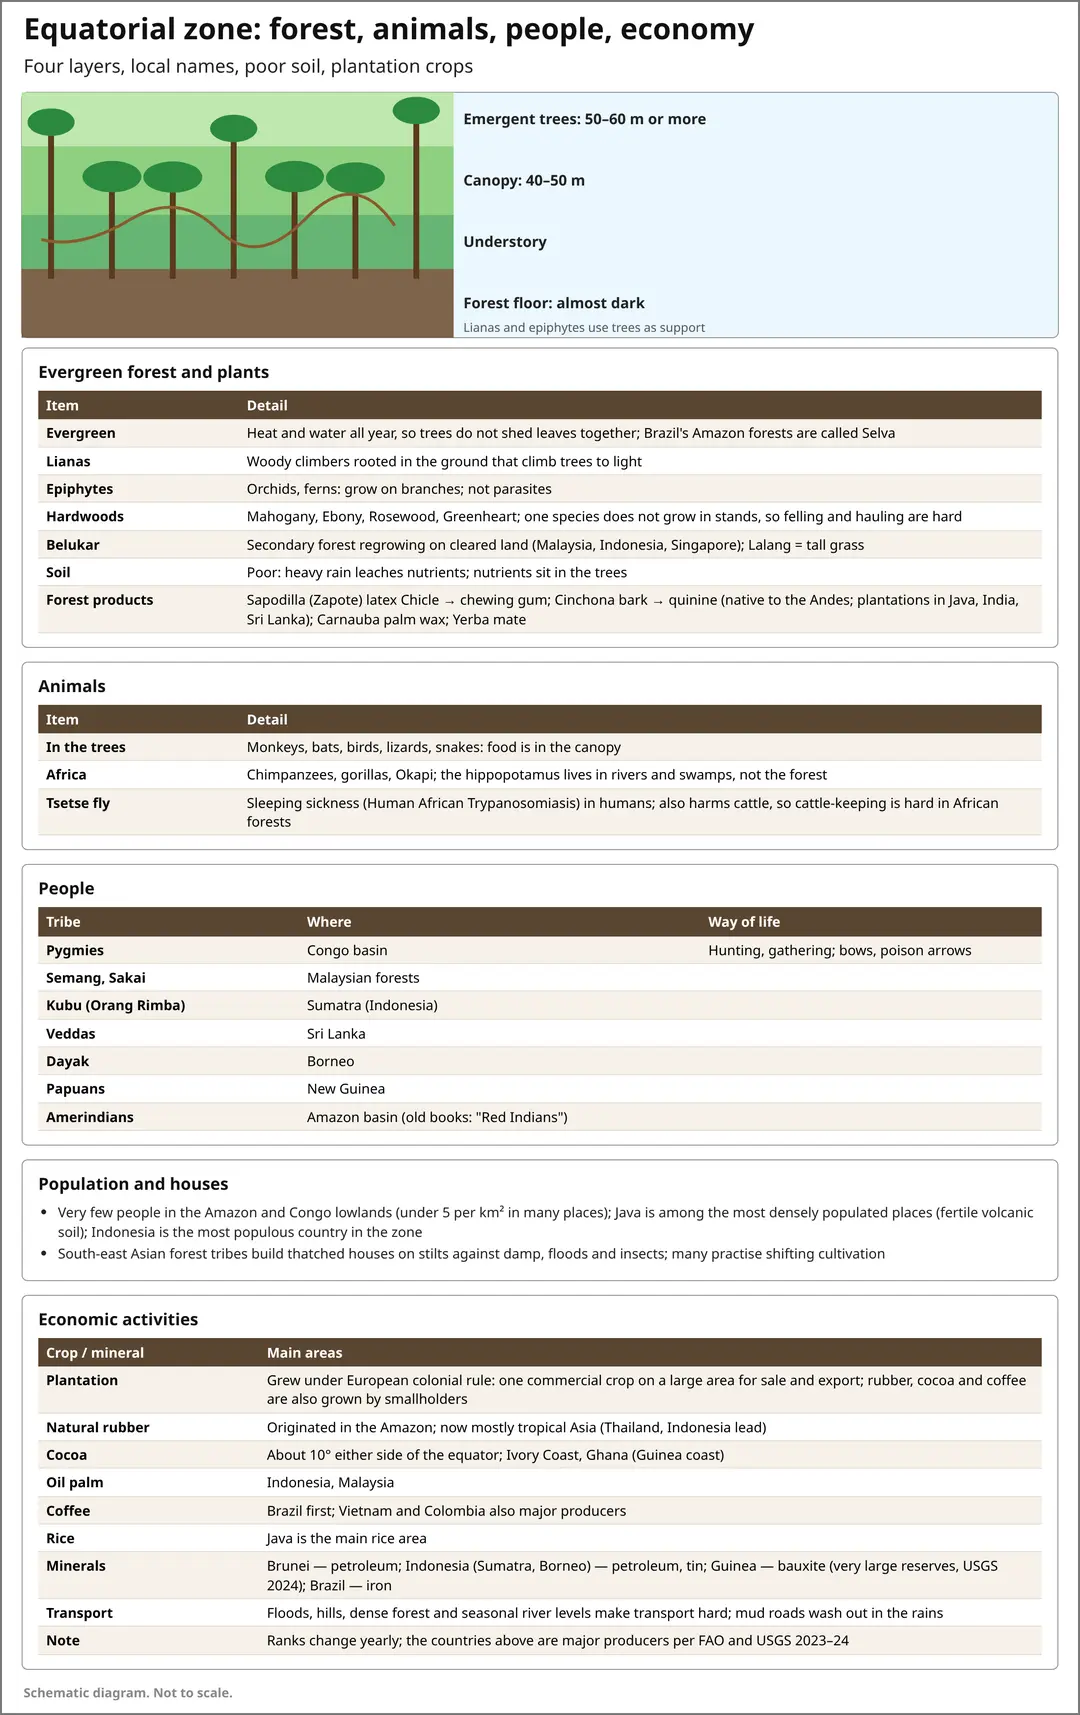 Equatorial zone: forest, animals, people, economy
Four layers, local names, poor soil, plantation crops
Emergent trees: 50–60 m or more
Canopy: 40–50 m
Understory
Forest floor: almost dark
Lianas and epiphytes use trees as support
Evergreen forest and plants
Item Detail
Evergreen Heat and water all year, so trees do not shed leaves together; Brazil's Amazon forests are called Selva
Lianas Woody climbers rooted in the ground that climb trees to light
Epiphytes Orchids, ferns: grow on branches; not parasites
Hardwoods Mahogany, Ebony, Rosewood, Greenheart; one species does not grow in stands, so felling and hauling are hard
Belukar Secondary forest regrowing on cleared land (Malaysia, Indonesia, Singapore); Lalang = tall grass
Soil Poor: heavy rain leaches nutrients; nutrients sit in the trees
Forest products Sapodilla (Zapote) latex Chicle → chewing gum; Cinchona bark → quinine (native to the Andes; plantations in Java, India,
Sri Lanka); Carnauba palm wax; Yerba mate
Animals
Item Detail
In the trees Monkeys, bats, birds, lizards, snakes: food is in the canopy
Africa Chimpanzees, gorillas, Okapi; the hippopotamus lives in rivers and swamps, not the forest
Tsetse fly Sleeping sickness (Human African Trypanosomiasis) in humans; also harms cattle, so cattle-keeping is hard in African
forests
People
Tribe Where Way of life
Pygmies Congo basin Hunting, gathering; bows, poison arrows
Semang, Sakai Malaysian forests
Kubu (Orang Rimba) Sumatra (Indonesia)
Veddas Sri Lanka
Dayak Borneo
Papuans New Guinea
Amerindians Amazon basin (old books: "Red Indians")
Population and houses
• Very few people in the Amazon and Congo lowlands (under 5 per km² in many places); Java is among the most densely populated places (fertile volcanic
soil); Indonesia is the most populous country in the zone
• South-east Asian forest tribes build thatched houses on stilts against damp, floods and insects; many practise shifting cultivation
Economic activities
Crop / mineral Main areas
Plantation Grew under European colonial rule: one commercial crop on a large area for sale and export; rubber, cocoa and coffee
are also grown by smallholders
Natural rubber Originated in the Amazon; now mostly tropical Asia (Thailand, Indonesia lead)
Cocoa About 10° either side of the equator; Ivory Coast, Ghana (Guinea coast)
Oil palm Indonesia, Malaysia
Coffee Brazil first; Vietnam and Colombia also major producers
Rice Java is the main rice area
Minerals Brunei — petroleum; Indonesia (Sumatra, Borneo) — petroleum, tin; Guinea — bauxite (very large reserves, USGS
2024); Brazil — iron
Transport Floods, hills, dense forest and seasonal river levels make transport hard; mud roads wash out in the rains
Note Ranks change yearly; the countries above are major producers per FAO and USGS 2023–24
Schematic diagram. Not to scale.